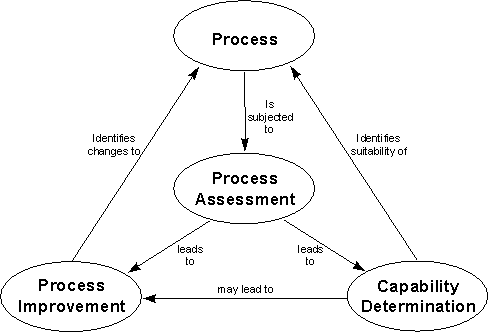 Process
Is
subjected
to
Identifies
changes to
Identifies
suitability of
Process
Assessment
leads
to
leads
to
Process
Improvement
may lead to
Capability
Determination